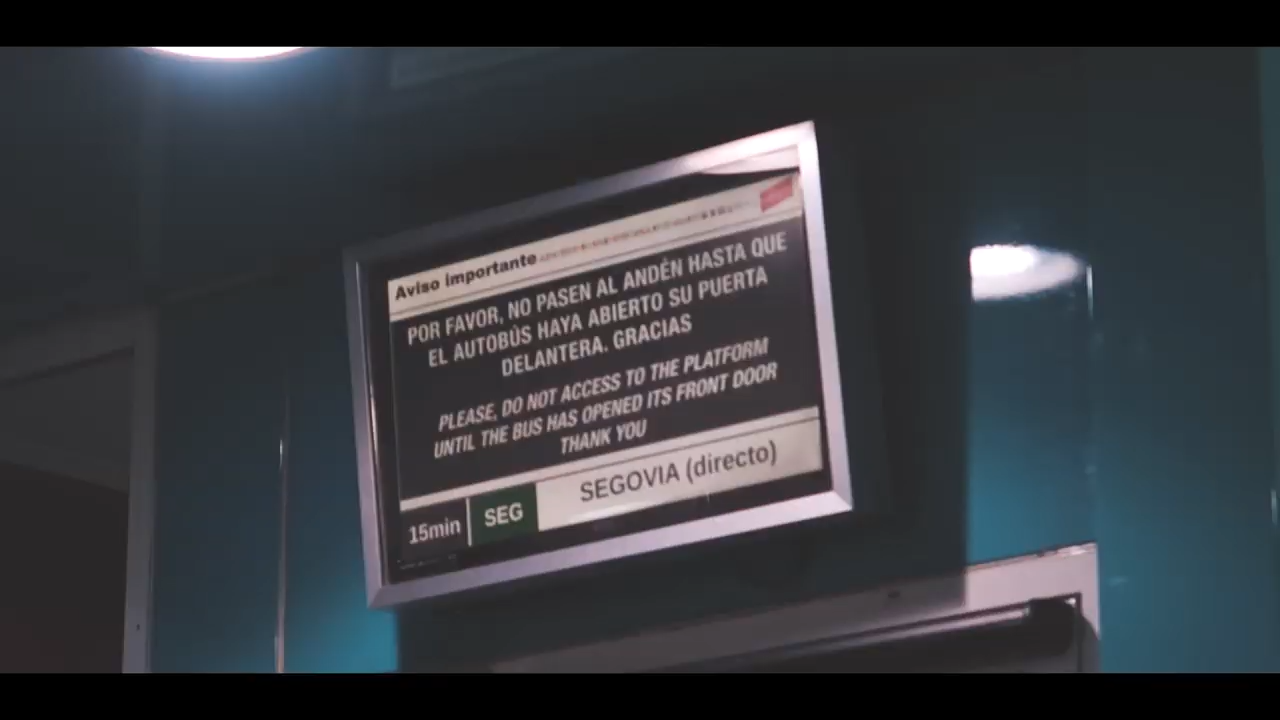 Aviso importante
POR FAVOR, NO PASEN AL ANDÉN HASTA QUE
EL AUTOBÚS HAYA ABIERTO SU PUERTA
DELANTERA. GRACIAS
PLEASE, DO NOT ACCESS TO THE PLATFORM
UNTIL THE BUS HAS OPENED ITS FRONT DOOR
THANK YOU
15min SEG SEGOVIA (directo)